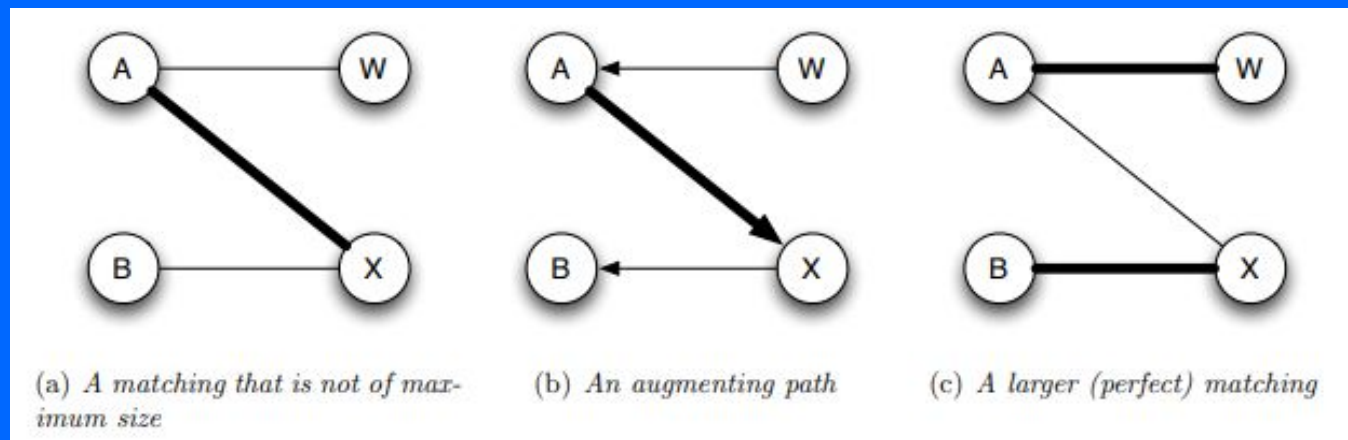 A
W
B
X
A
W
B
X
A
W
B
X
(a) A matching that is not of max-
imum size
(b) An augmenting path
(c) A larger (perfect) matching